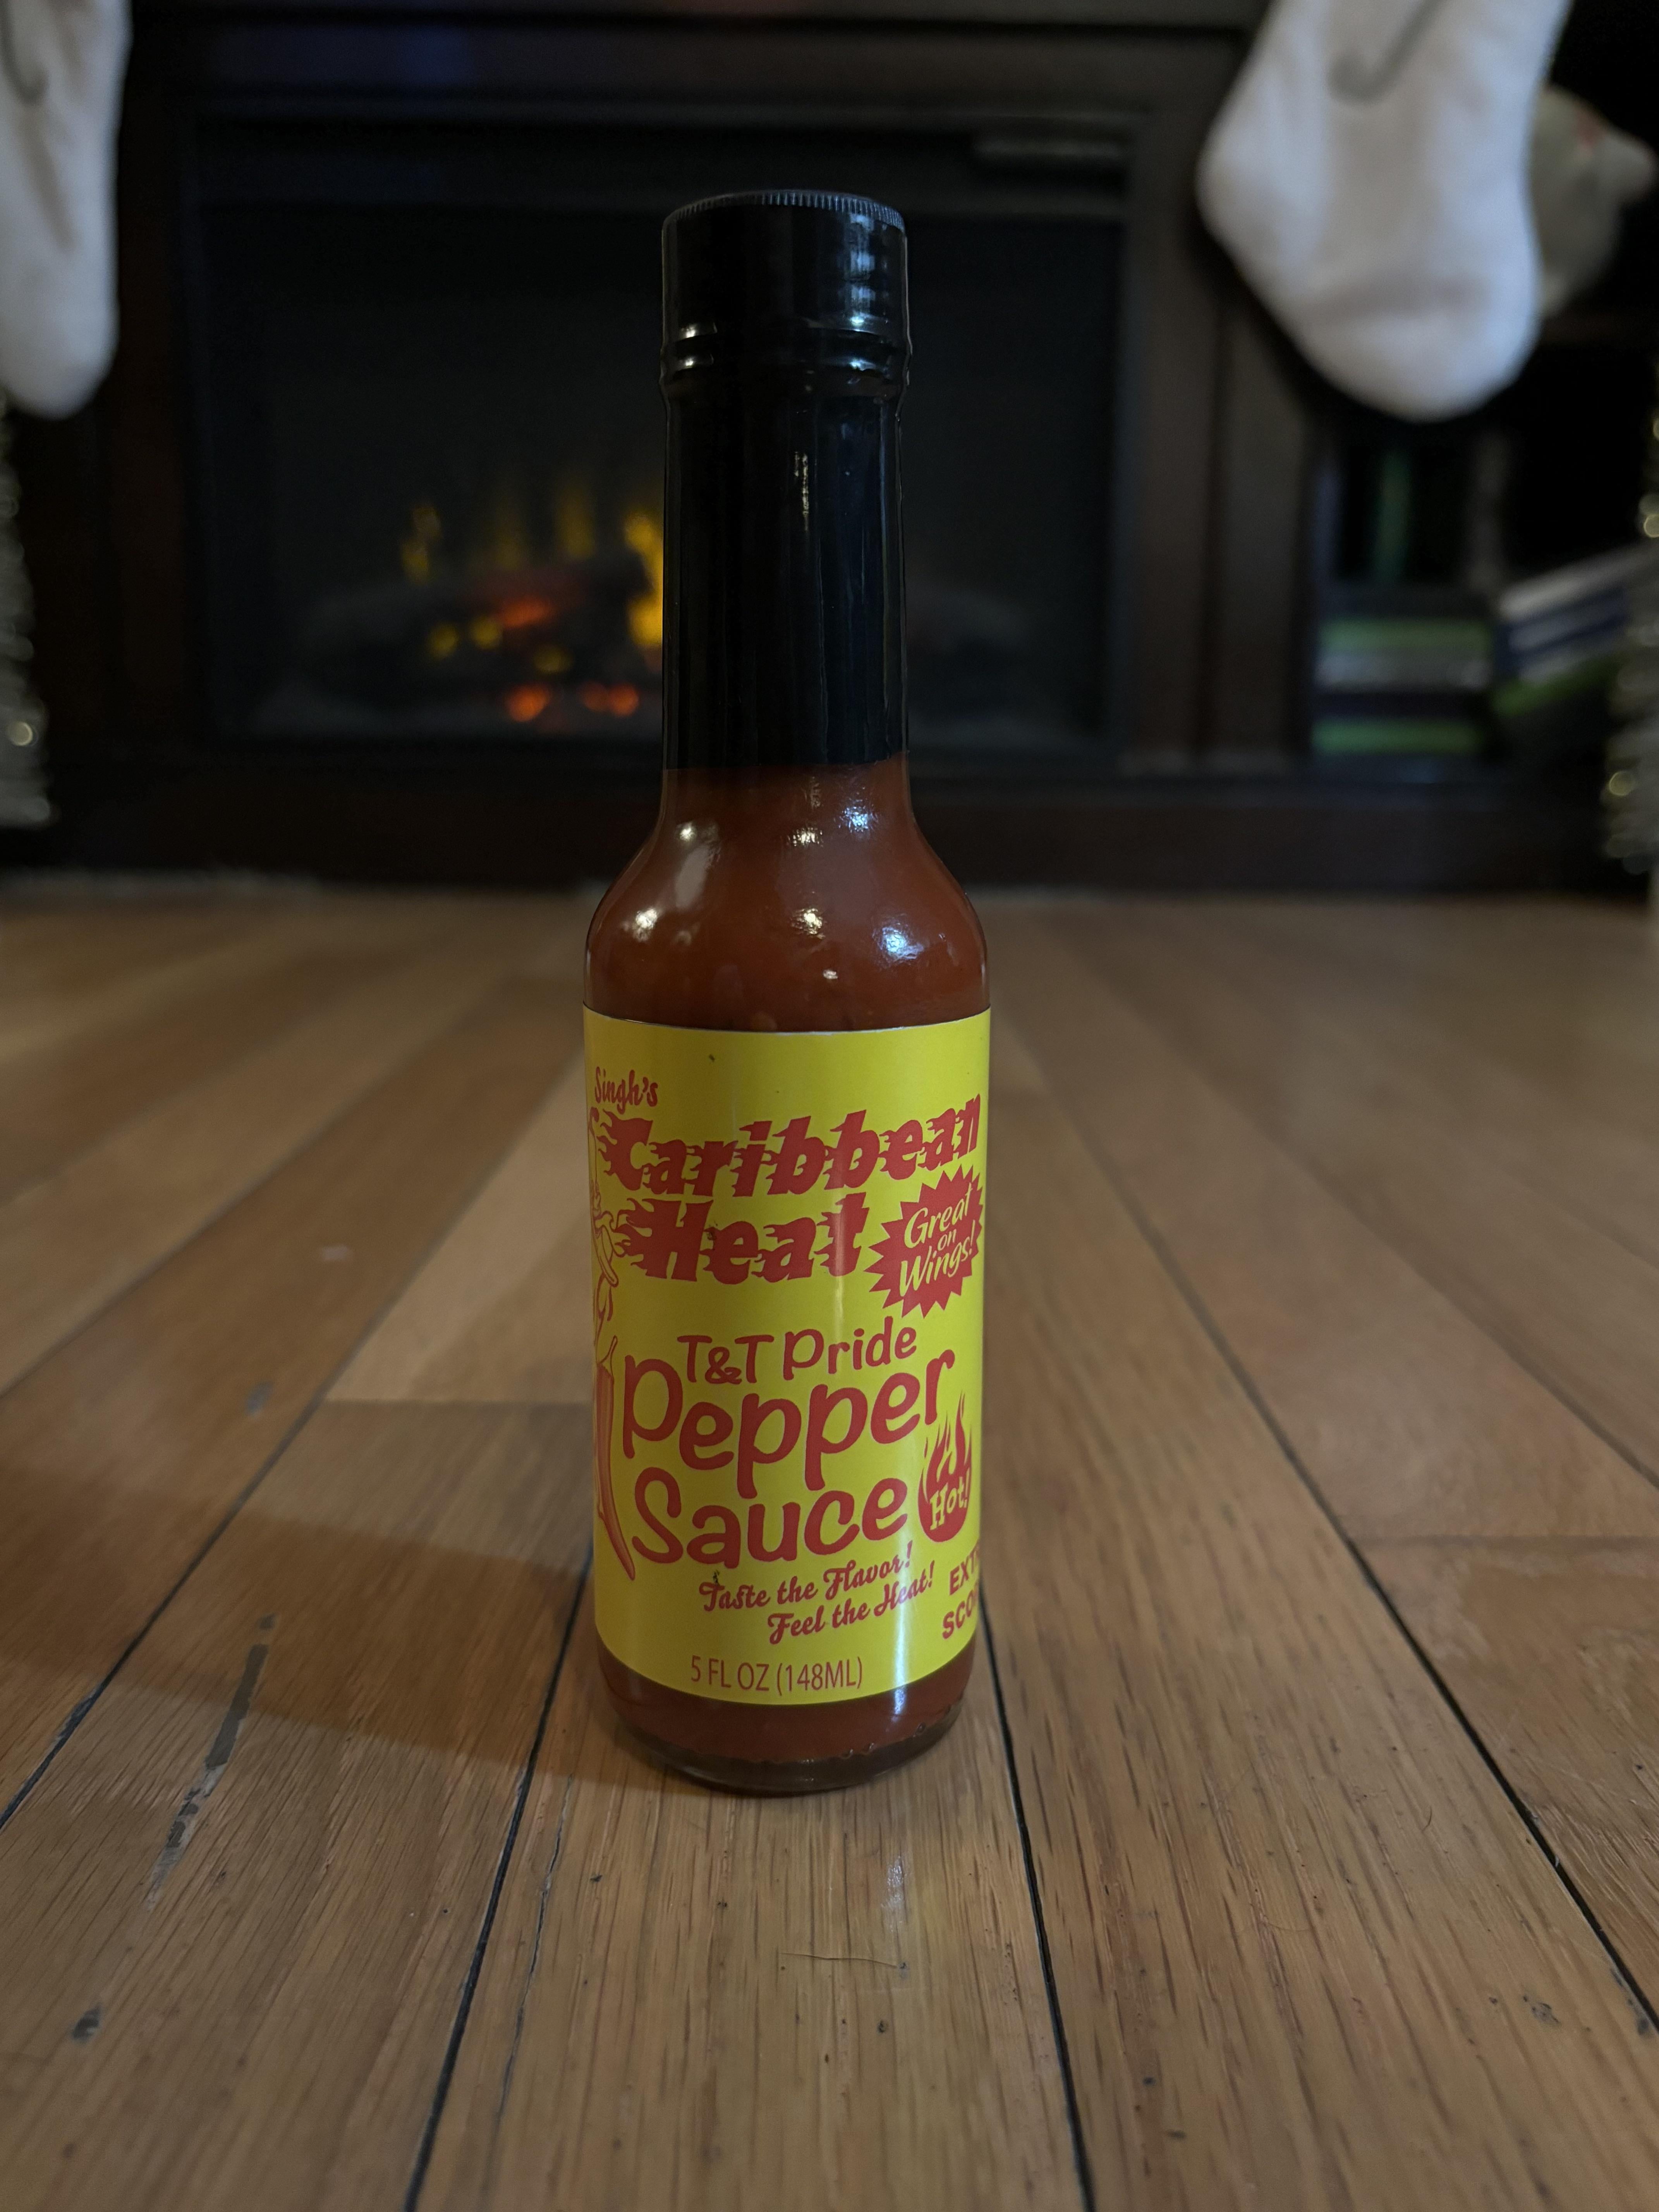 Singh's
Caribbean
Heat
Great
on
Wings!
T&T Pride
Pepper
Sauce
Hot!
Taste the Flavor!
Feel the Heat!
5 FL OZ (148ML)